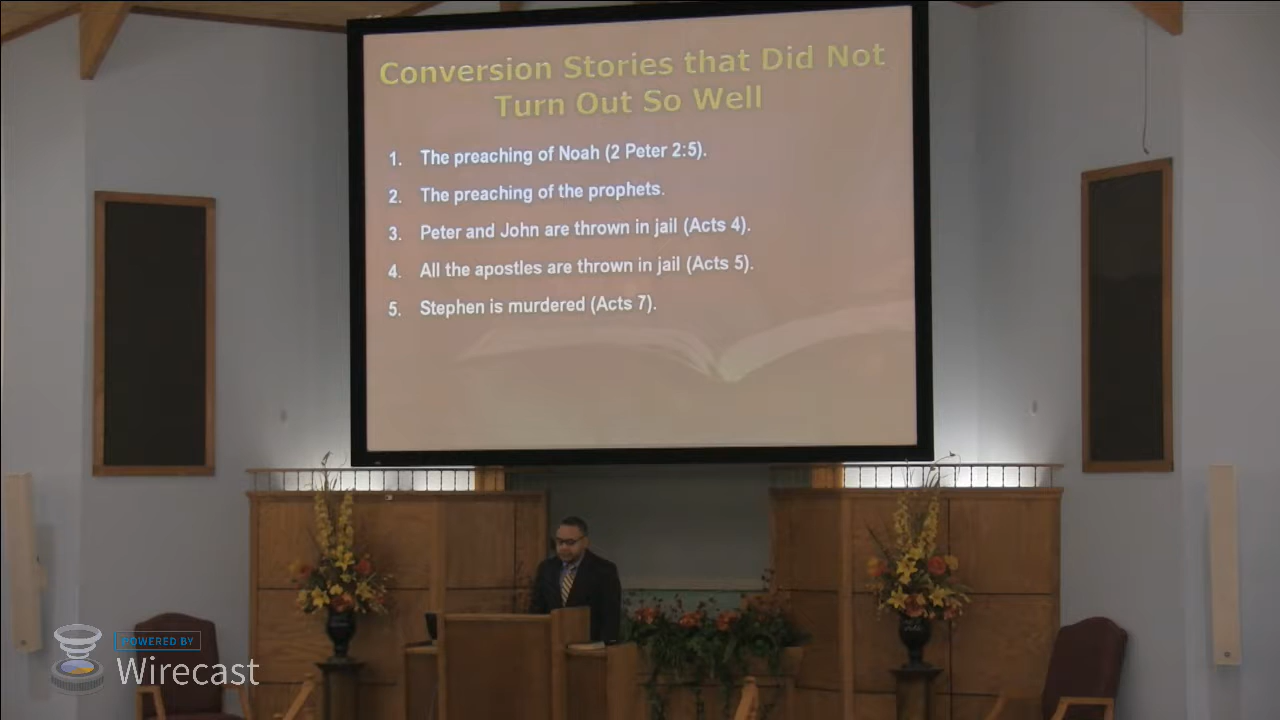 Conversion Stories that Did Not
Turn Out So Well
1. The preaching of Noah (2 Peter 2:5).
2. The preaching of the prophets.
3. Peter and John are thrown in jail (Acts 4).
4. All the apostles are thrown in jail (Acts 5).
5. Stephen is murdered (Acts 7).
POWERED BY
Wirecast